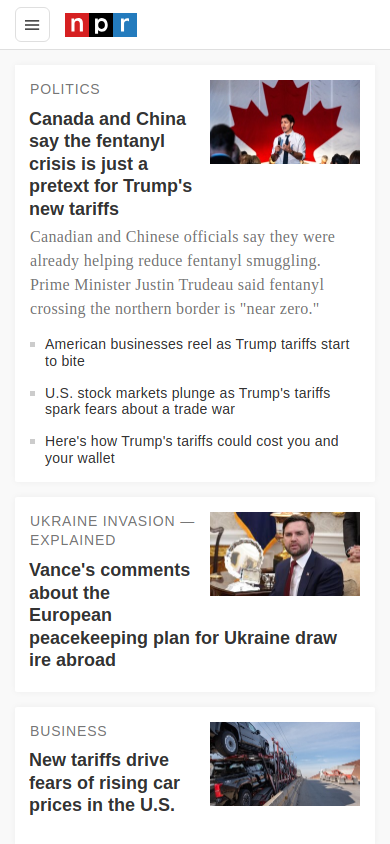 npr
POLITICS
Canada and China
say the fentanyl
crisis is just a
pretext for Trump's
new tariffs
Canadian and Chinese officials say they were
already helping reduce fentanyl smuggling.
Prime Minister Justin Trudeau said fentanyl
crossing the northern border is "near zero."
American businesses reel as Trump tariffs start
to bite
U.S. stock markets plunge as Trump's tariffs
spark fears about a trade war
Here's how Trump's tariffs could cost you and
your wallet
UKRAINE INVASION —
EXPLAINED
Vance's comments
about the
European
peacekeeping plan for Ukraine draw
ire abroad
BUSINESS
New tariffs drive
fears of rising car
prices in the U.S.